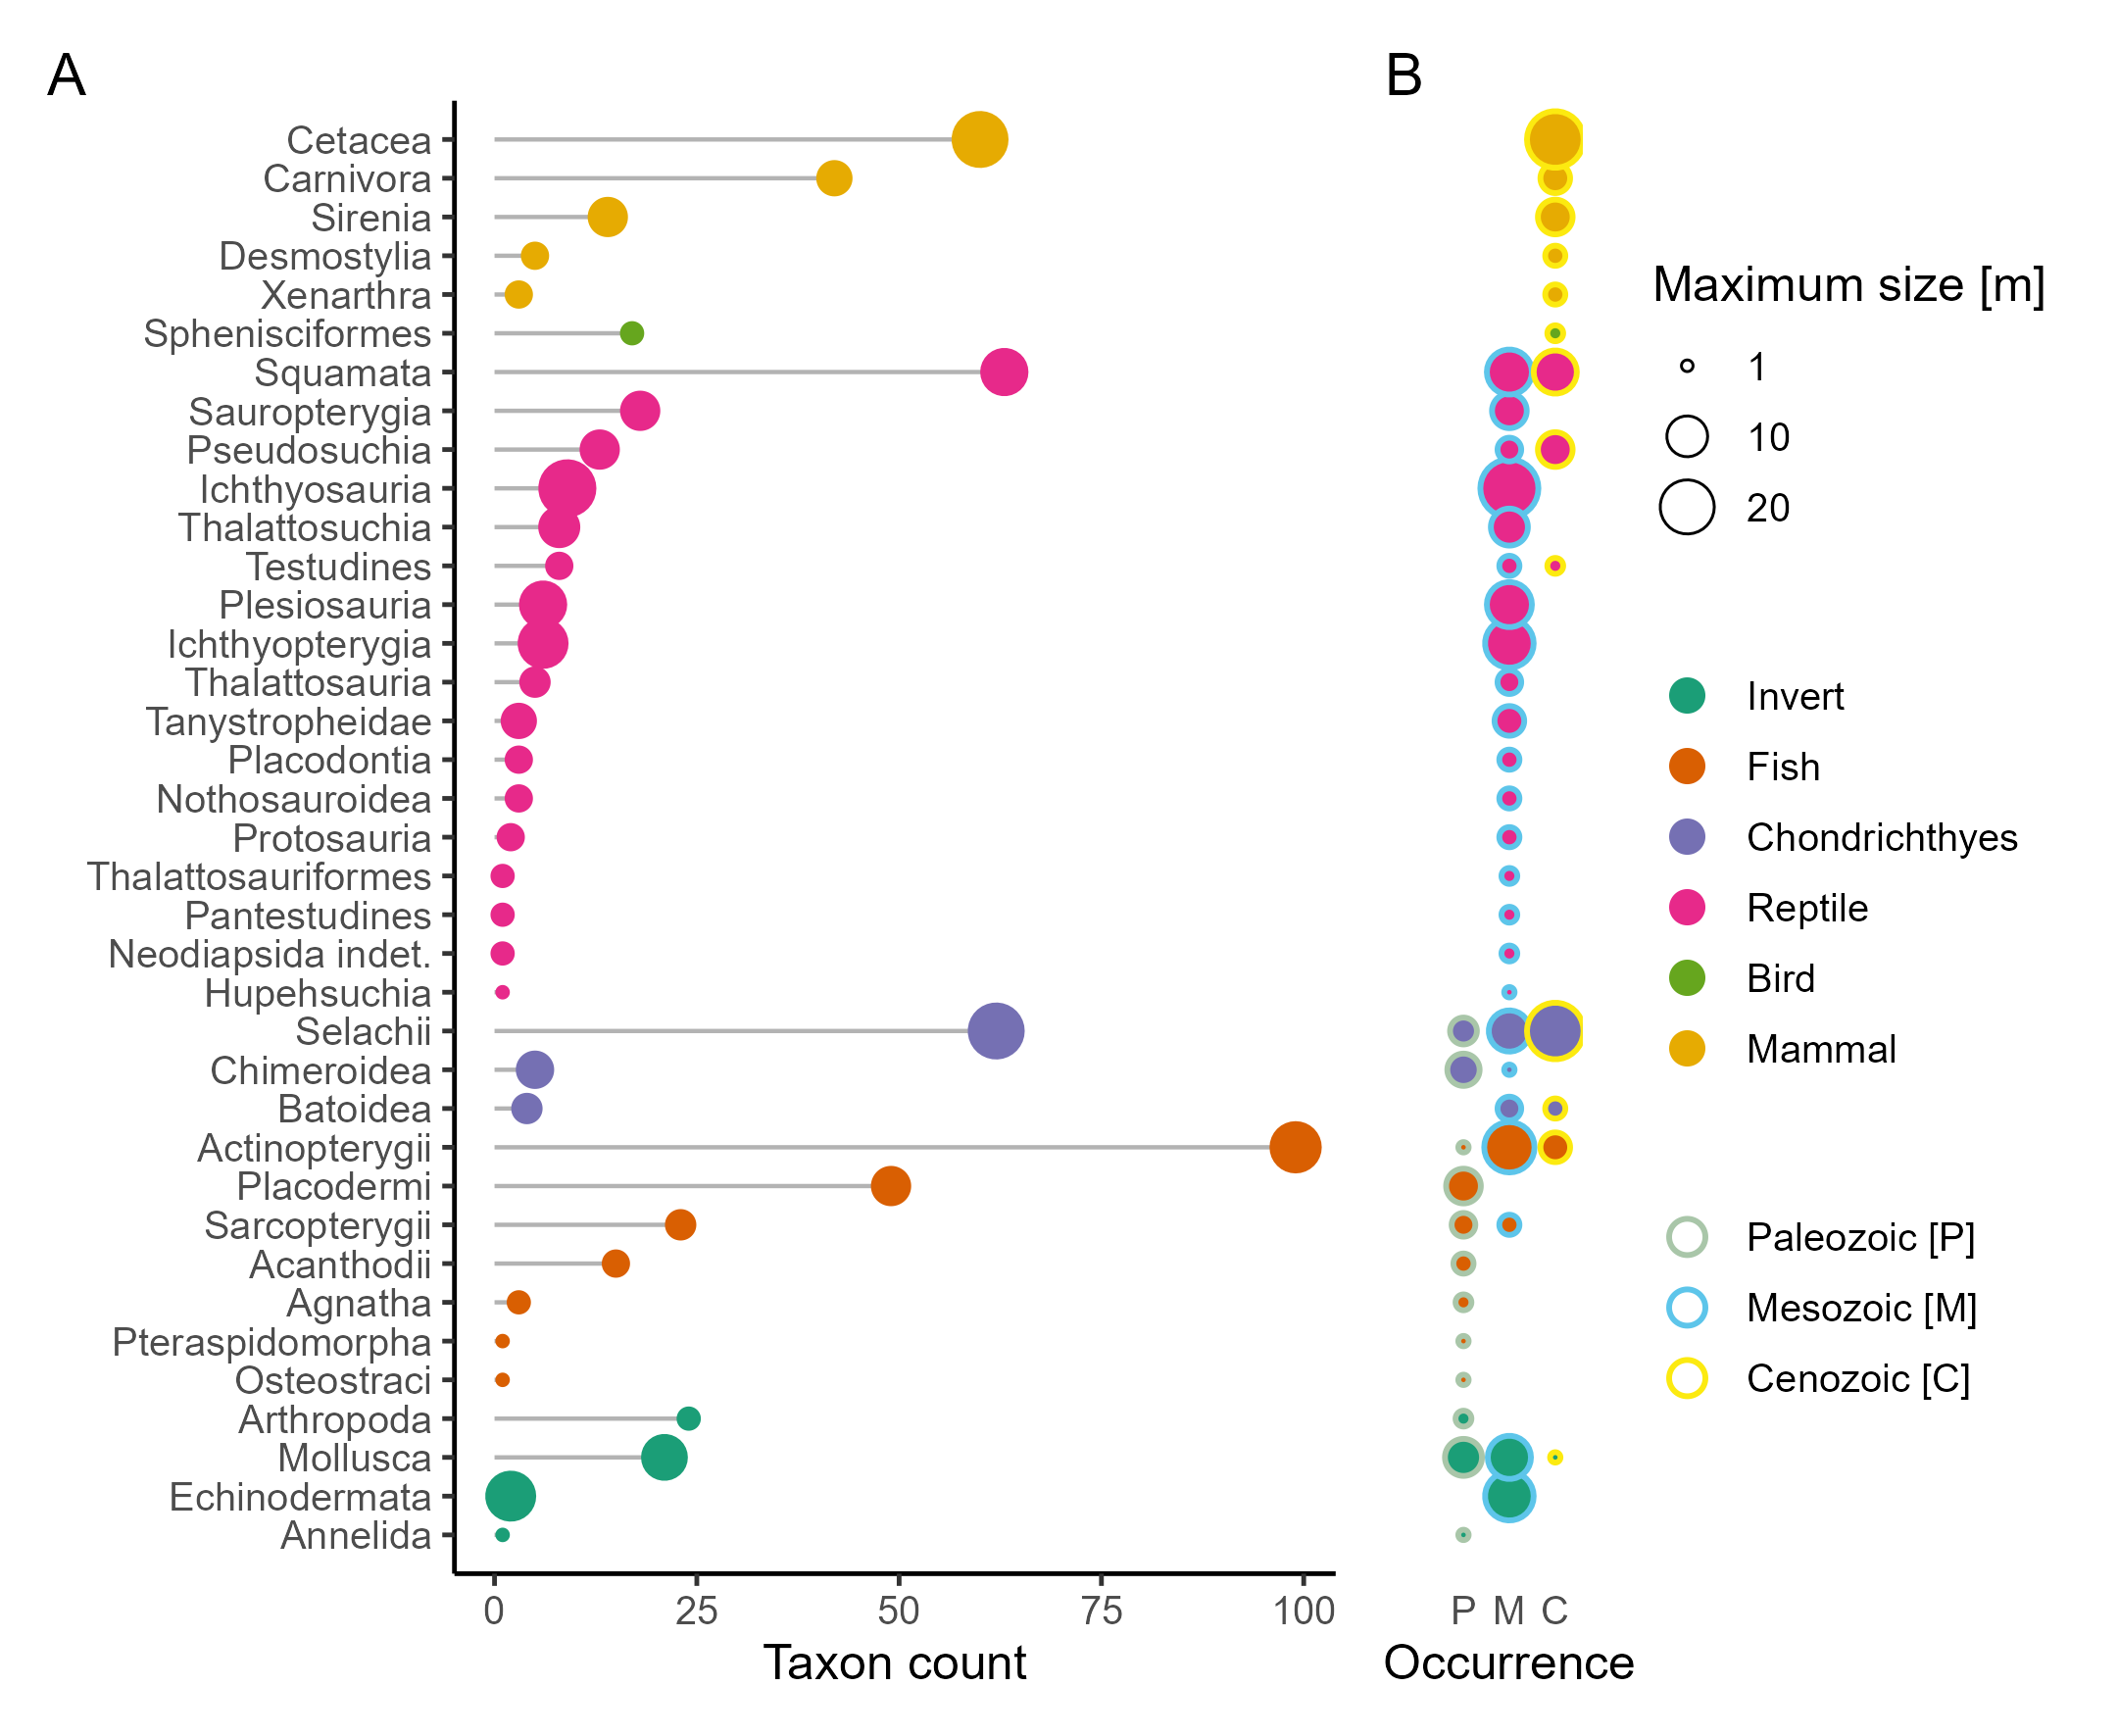 A
B
Cetacea
Carnivora
Sirenia
Desmostylia
Xenarthra
Sphenisciformes
Squamata
Sauropterygia
Pseudosuchia
Ichthyosauria
Thalattosuchia
Testudines
Plesiosauria
Ichthyopterygia
Thalattosauria
Tanystropheidae
Placodontia
Nothosauroidea
Protosauria
Thalattosauriformes
Pantestudines
Neodiapsida indet.
Hupehsuchia
Selachii
Chimeroidea
Batoidea
Actinopterygii
Placodermi
Sarcopterygii
Acanthodii
Agnatha
Pteraspidomorpha
Osteostraci
Arthropoda
Mollusca
Echinodermata
Annelida
0 25 50 75 100
Taxon count
P M C
Occurrence
Maximum size [m]
1
10
20
Invert
Fish
Chondrichthyes
Reptile
Bird
Mammal
Paleozoic [P]
Mesozoic [M]
Cenozoic [C]